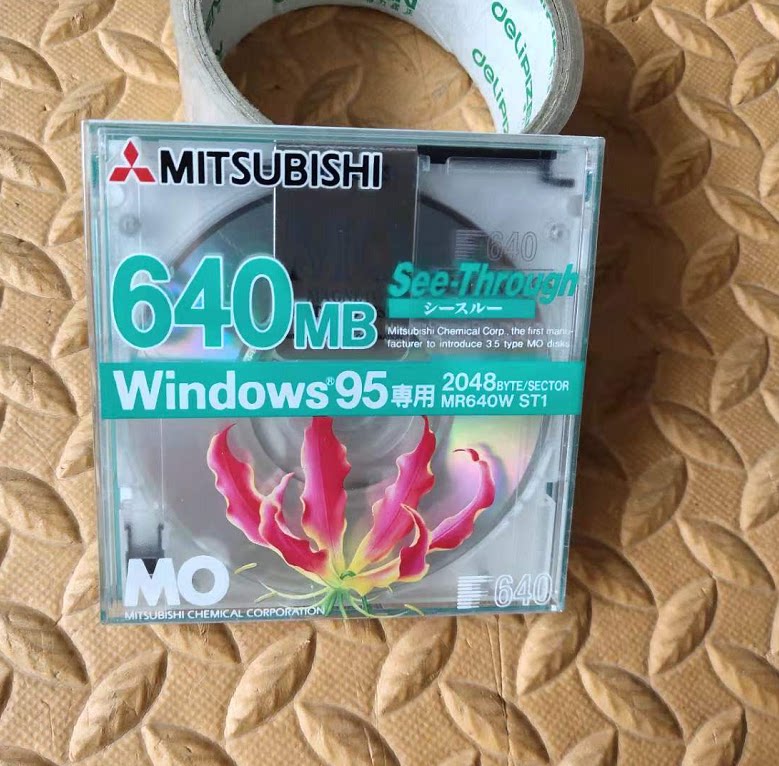 deli
deli
MITSUBISHI
640
640MB
See-Through
シースルー
Mitsubishi Chemical Corp., the first manu-
facturer to introduce 3.5 type MO disks
Windows®95専用
2048BYTE/SECTOR
MR640W ST1
MO
MITSUBISHI CHEMICAL CORPORATION
640